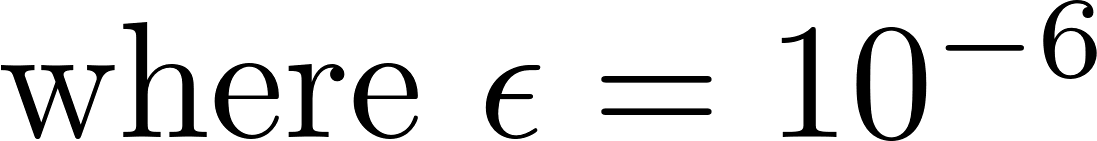 where ϵ = 10⁻⁶